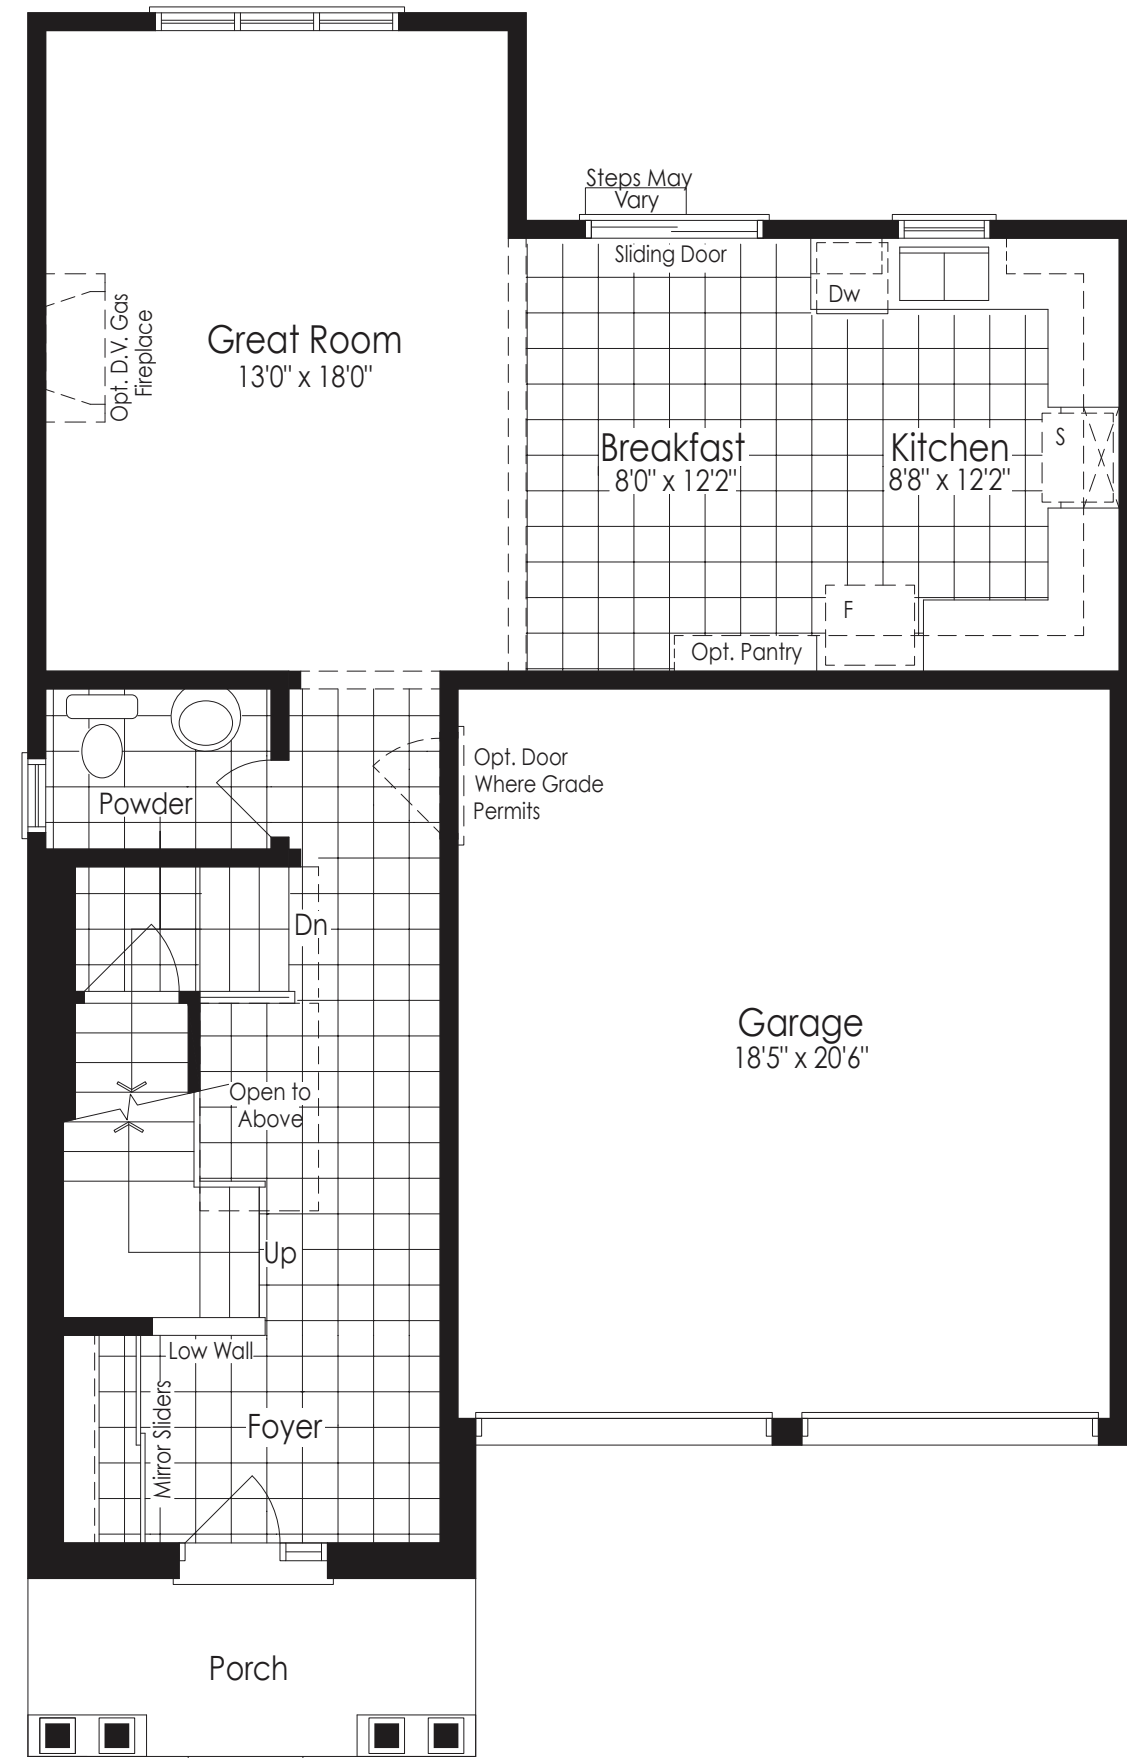 Steps May
Vary
Sliding Door
Dw
Opt. D.V. Gas
Fireplace
Great Room
13'0" x 18'0"
Breakfast
8'0" x 12'2"
Kitchen
8'8" x 12'2"
S
F
Opt. Pantry
Opt. Door
Where Grade
Permits
Powder
Dn
Garage
18'5" x 20'6"
Open to
Above
Up
Low Wall
Mirror Sliders
Foyer
Porch